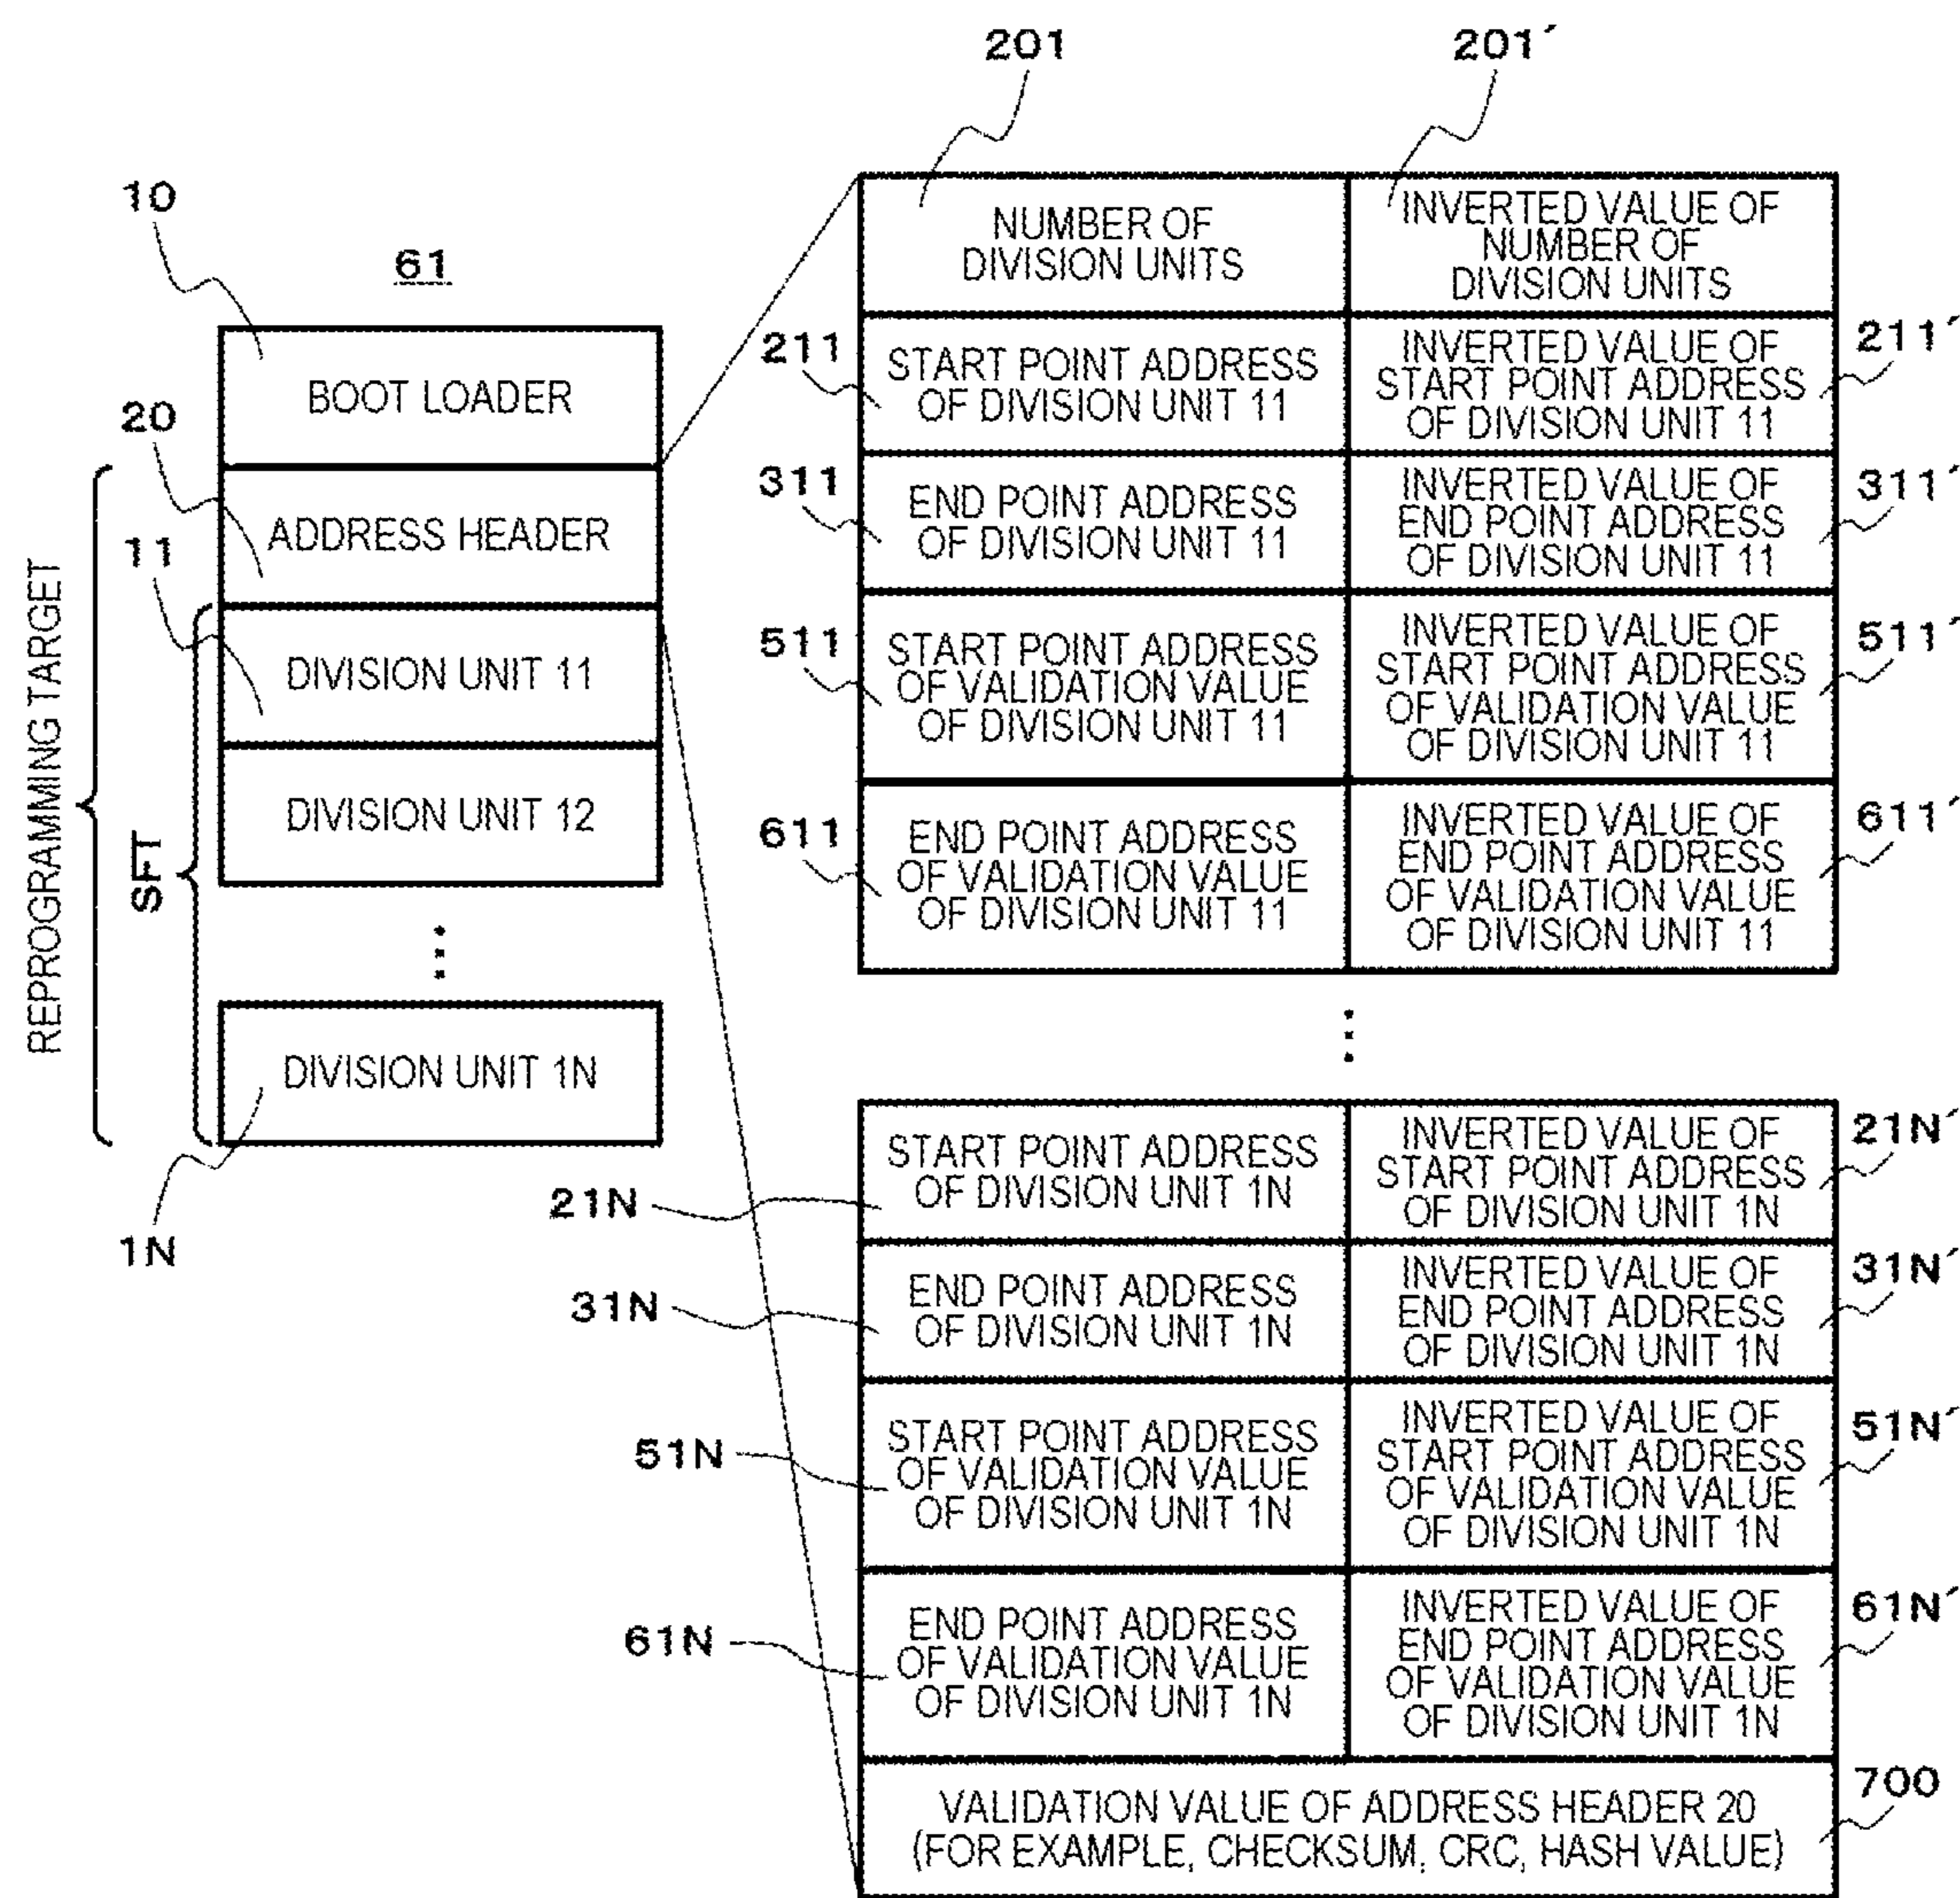 201
201´
10
61
BOOT LOADER
20
ADDRESS HEADER
11
DIVISION UNIT 11
DIVISION UNIT 12
⋮
DIVISION UNIT 1N
1N
REPROGRAMMING TARGET
SFT
NUMBER OF
DIVISION UNITS
INVERTED VALUE OF
NUMBER OF
DIVISION UNITS
211
START POINT ADDRESS
OF DIVISION UNIT 11
INVERTED VALUE OF
START POINT ADDRESS
OF DIVISION UNIT 11
211´
311
END POINT ADDRESS
OF DIVISION UNIT 11
INVERTED VALUE OF
END POINT ADDRESS
OF DIVISION UNIT 11
311´
511
START POINT ADDRESS
OF VALIDATION VALUE
OF DIVISION UNIT 11
INVERTED VALUE OF
START POINT ADDRESS
OF VALIDATION VALUE
OF DIVISION UNIT 11
511´
611
END POINT ADDRESS
OF VALIDATION VALUE
OF DIVISION UNIT 11
INVERTED VALUE OF
END POINT ADDRESS
OF VALIDATION VALUE
OF DIVISION UNIT 11
611´
⋮
21N
START POINT ADDRESS
OF DIVISION UNIT 1N
INVERTED VALUE OF
START POINT ADDRESS
OF DIVISION UNIT 1N
21N´
31N
END POINT ADDRESS
OF DIVISION UNIT 1N
INVERTED VALUE OF
END POINT ADDRESS
OF DIVISION UNIT 1N
31N´
51N
START POINT ADDRESS
OF VALIDATION VALUE
OF DIVISION UNIT 1N
INVERTED VALUE OF
START POINT ADDRESS
OF VALIDATION VALUE
OF DIVISION UNIT 1N
51N´
61N
END POINT ADDRESS
OF VALIDATION VALUE
OF DIVISION UNIT 1N
INVERTED VALUE OF
END POINT ADDRESS
OF VALIDATION VALUE
OF DIVISION UNIT 1N
61N´
VALIDATION VALUE OF ADDRESS HEADER 20
(FOR EXAMPLE, CHECKSUM, CRC, HASH VALUE)
700